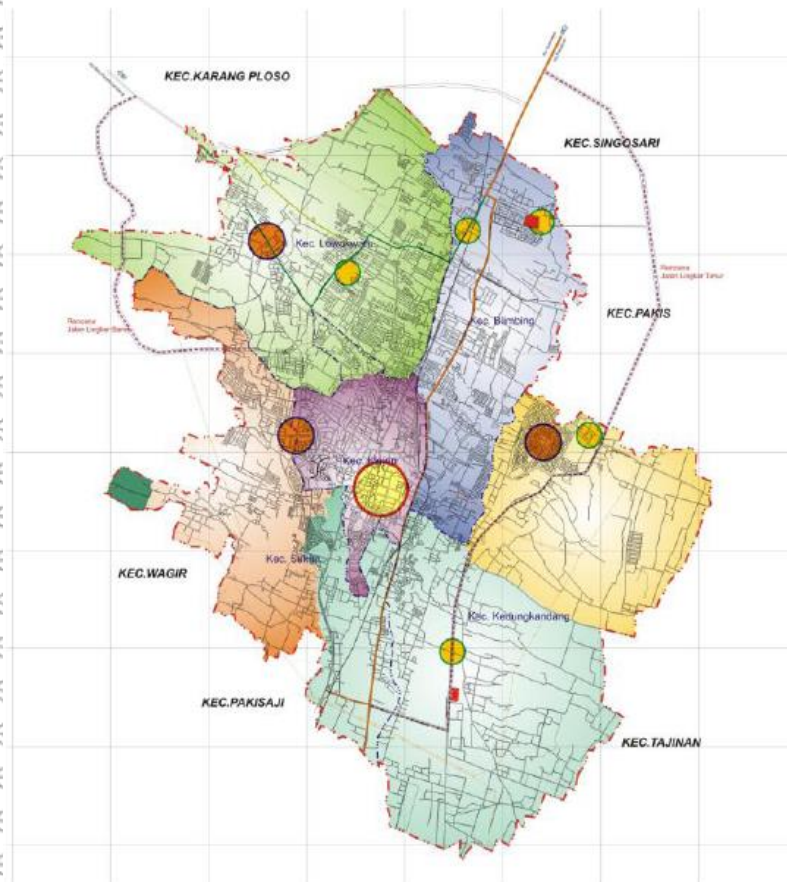 KEC.KARANG PLOSO
KEC.SINGOSARI
Kec. Lowokwaru
Rencana
Jalan Lingkar Timur
KEC.PAKIS
Kec. Blimbing
Rencana
Jalan Lingkar Barat
Kec. Klojen
Kec. Sukun
KEC.WAGIR
Kec. Kedungkandang
KEC.PAKISAJI
KEC.TAJINAN